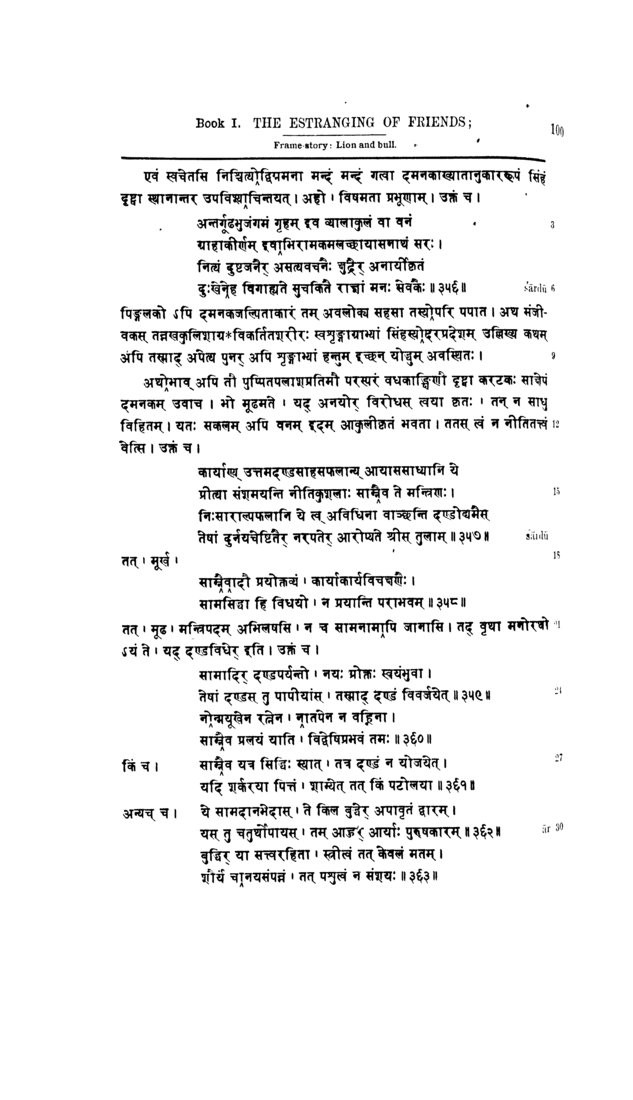 Book I. THE ESTRANGING OF FRIENDS; 100
Frame-story: Lion and bull.
एवं स्वचेतसि निश्चित्योद्विपमना मन्दं मन्दं गत्वा दमनकाख्यातानुकाररूपं सिंहं
दृष्ट्वा स्थानान्तर उपविश्याचिन्तयत् । अहो । विषमता प्रभूणाम् । उक्तं च ।
अन्तर्गूढभुजंगमं गृहम् इव व्यालाकुलं वा वनं 3
ग्राहाकीर्णम् इवाभिरामकमलच्छायासनाथं सरः ।
नित्यं दुष्टजनैर् असत्यवचनैः क्षुद्रैर् अनार्यीकृतं
दुःखेनेह विगाह्यते सुचकितै राज्ञां मनः सेवकैः ॥ ३५६ ॥ śārdū 6
पिङ्गलको ऽपि दमनकजल्पिताकारं तम् अवलोक्य सहसा तस्योपरि पपात । अथ संजी-
वकस् तन्नखकुलिशाग्र*विकर्तितशरीरः स्वशृङ्गाग्राभ्यां सिंहस्योदरप्रदेशम् उल्लिख्य कथम्
अपि तस्माद् अपेत्य पुनर् अपि शृङ्गाभ्यां हन्तुम् इच्छन् योद्धुम् अवस्थितः । 9
अथोभाव् अपि तौ पुष्पितपलाशप्रतिमौ परस्परं वधकाङ्क्षिणौ दृष्ट्वा करटकः साक्षेपं
दमनकम् उवाच । भो मूढमते । यद् अनयोर् विरोधस् त्वया कृतः । तन् न साधु
विहितम् । यतः सकलम् अपि वनम् इदम् आकुलीकृतं भवता । ततस् त्वं न नीतितत्त्वं 12
वेत्सि । उक्तं च ।
कार्याण्य् उत्तमदण्डसाहसफलान्य् आयाससाध्यानि ये
प्रीत्या संशमयन्ति नीतिकुशलाः साम्नैव ते मन्त्रिणः । 15
निःसाराल्पफलानि ये त्व् अविधिना वाञ्छन्ति दण्डोद्यमैस्
तेषां दुर्नयचेष्टितैर् नरपतेर् आरोप्यते श्रीस् तुलाम् ॥ ३५७ ॥ śārdū
तत् । मूर्ख । 18
साम्नैवादौ प्रयोक्तव्यं । कार्याकार्यविचक्षणैः ।
सामसिद्धा हि विधयो । न प्रयान्ति पराभवम् ॥ ३५८ ॥
तत् । मूढ । मन्त्रिपदम् अभिलषसि । न च सामनामापि जानासि । तद् वृथा मनोरथो 21
ऽयं ते । यद् दण्डविधेर् इति । उक्तं च ।
सामादिर् दण्डपर्यन्तो । नयः प्रोक्तः स्वयंभुवा ।
तेषां दण्डस् तु पापीयांस् । तस्माद् दण्डं विवर्जयेत् ॥ ३५९ ॥ 24
नोन्मयूखेन रत्नेन । नातपेन न वह्निना ।
साम्नैव प्रलयं याति । विद्वेषिप्रभवं तमः ॥ ३६० ॥
किं च । साम्नैव यत्र सिद्धिः स्यात् । तत्र दण्डं न योजयेत् । 27
यदि शर्करया पित्तं । शाम्येत् तत् किं पटोलया ॥ ३६१ ॥
अन्यच् च । ये सामदानभेदास् । ते किल बुद्धेर् अपावृतं द्वारम् ।
यस् तु चतुर्थोपायस् । तम् आहुर् आर्याः पुरुषकारम् ॥ ३६२ ॥ ār 30
बुद्धिर् या सत्त्वरहिता । स्त्रीत्वं तत् केवलं मतम् ।
शौर्यं चानयसंपन्नं । तत् पशुत्वं न संशयः ॥ ३६३ ॥